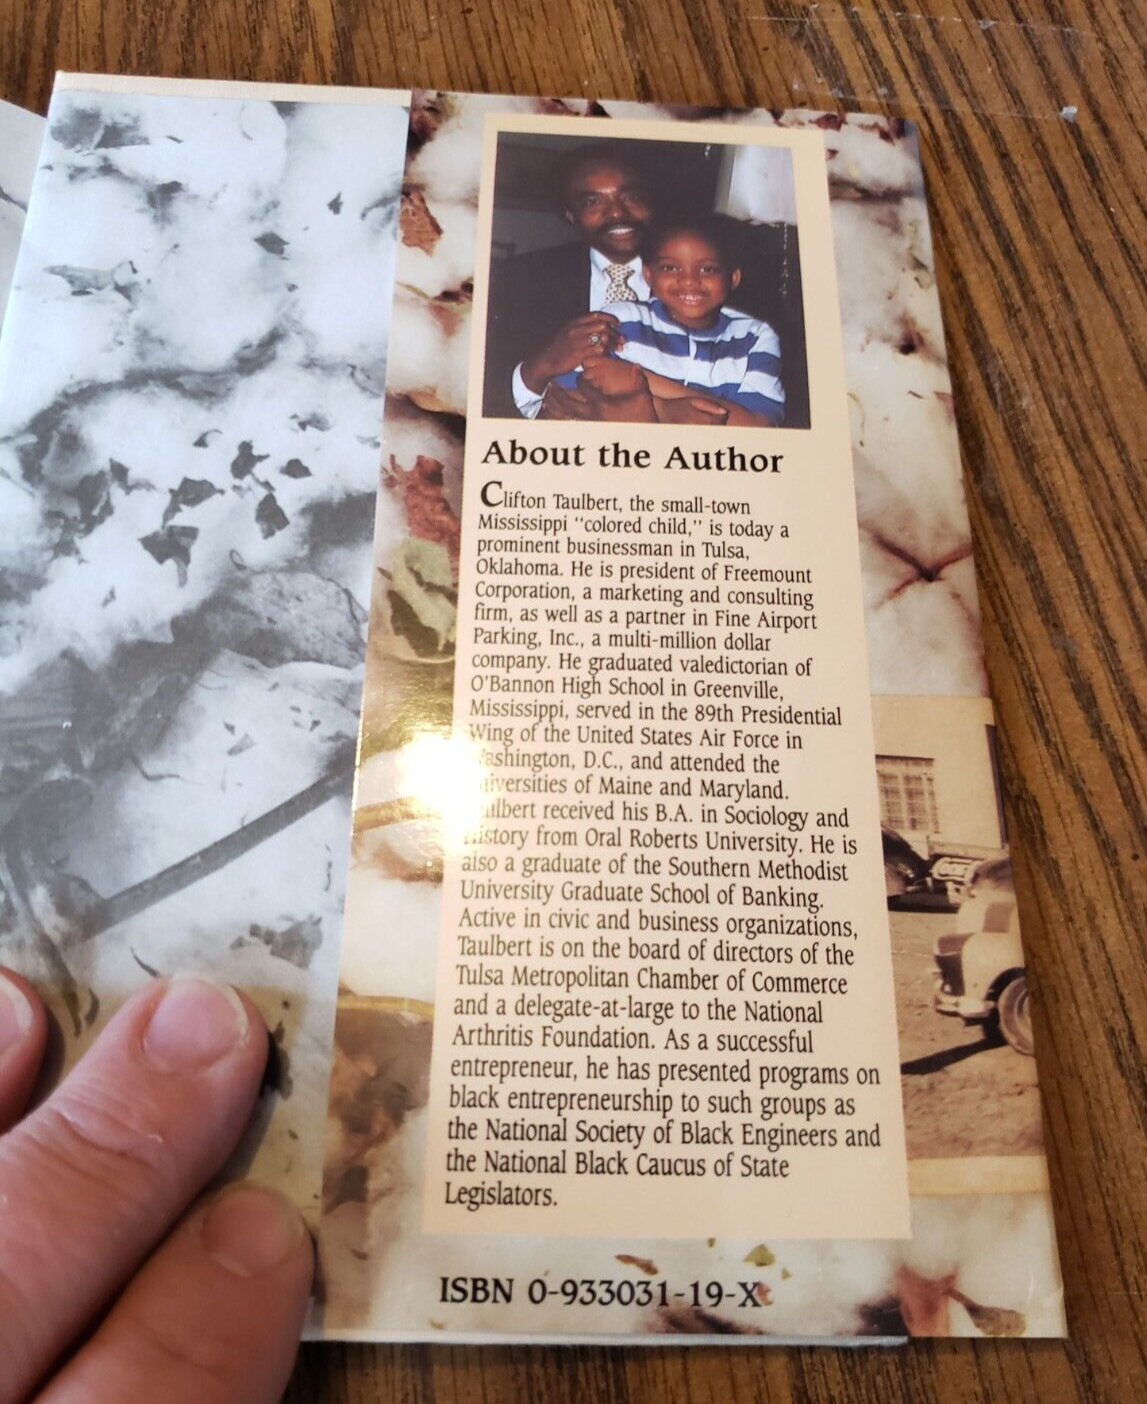 About the Author
Clifton Taulbert, the small-town
Mississippi "colored child," is today a
prominent businessman in Tulsa,
Oklahoma. He is president of Freemount
Corporation, a marketing and consulting
firm, as well as a partner in Fine Airport
Parking, Inc., a multi-million dollar
company. He graduated valedictorian of
O'Bannon High School in Greenville,
Mississippi, served in the 89th Presidential
Wing of the United States Air Force in
Washington, D.C., and attended the
Universities of Maine and Maryland.
Taulbert received his B.A. in Sociology and
History from Oral Roberts University. He is
also a graduate of the Southern Methodist
University Graduate School of Banking.
Active in civic and business organizations,
Taulbert is on the board of directors of the
Tulsa Metropolitan Chamber of Commerce
and a delegate-at-large to the National
Arthritis Foundation. As a successful
entrepreneur, he has presented programs on
black entrepreneurship to such groups as
the National Society of Black Engineers and
the National Black Caucus of State
Legislators.
ISBN 0-933031-19-X